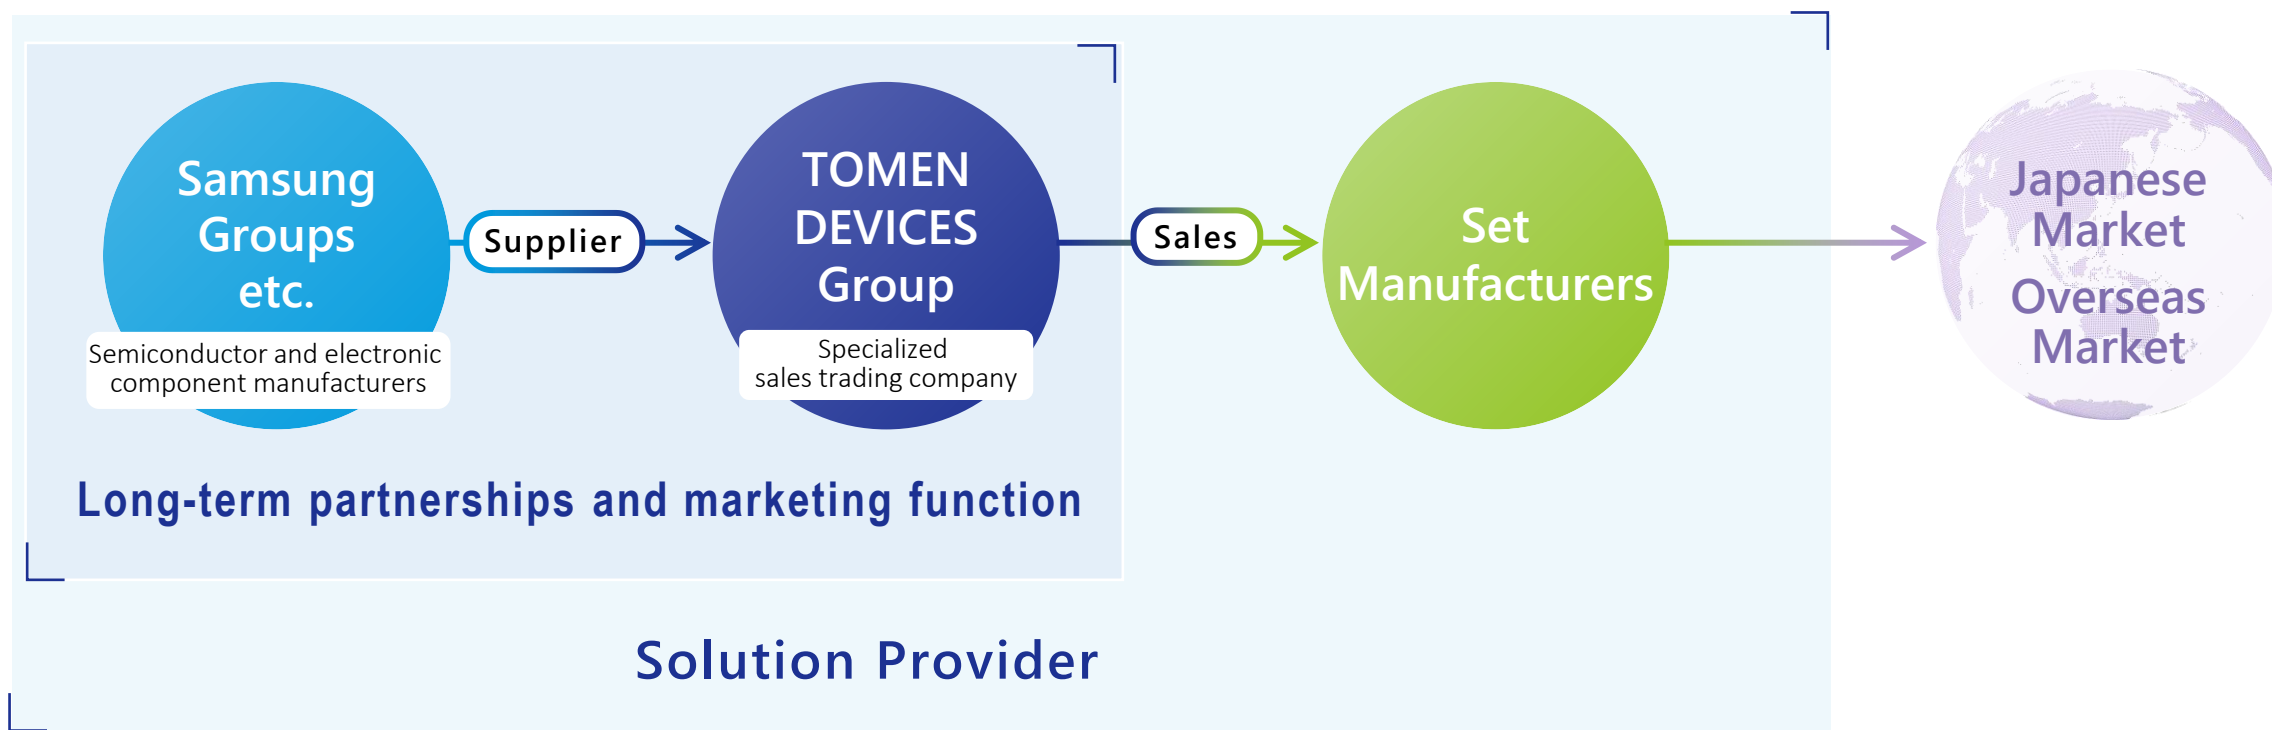 Samsung
Groups
etc.
Semiconductor and electronic
component manufacturers
Supplier
TOMEN
DEVICES
Group
Specialized
sales trading company
Sales
Set
Manufacturers
Japanese
Market
Overseas
Market
Long-term partnerships and marketing function
Solution Provider